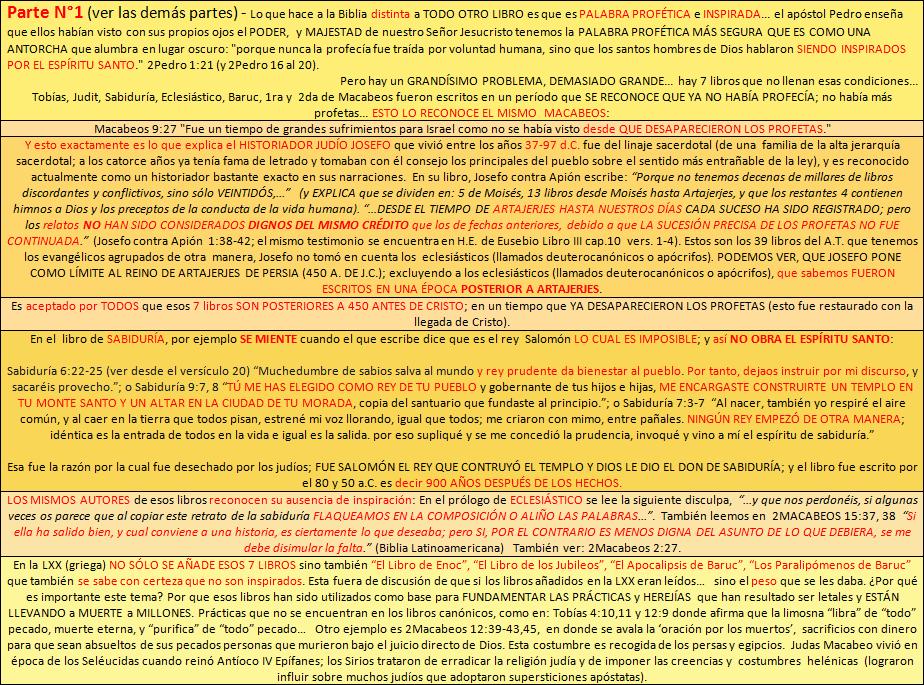 Parte N°1 (ver las demás partes) - Lo que hace a la Biblia distinta a TODO OTRO LIBRO es que es PALABRA PROFÉTICA e INSPIRADA... el apóstol Pedro enseña
que ellos habían visto con sus propios ojos el PODER, y MAJESTAD de nuestro Señor Jesucristo tenemos la PALABRA PROFÉTICA MÁS SEGURA QUE ES COMO UNA
ANTORCHA que alumbra en lugar oscuro: "porque nunca la profecía fue traída por voluntad humana, sino que los santos hombres de Dios hablaron SIENDO INSPIRADOS
POR EL ESPÍRITU SANTO." 2Pedro 1:21 (y 2Pedro 16 al 20).
Pero hay un GRANDÍSIMO PROBLEMA, DEMASIADO GRANDE... hay 7 libros que no llenan esas condiciones...
Tobías, Judit, Sabiduría, Eclesiástico, Baruc, 1ra y 2da de Macabeos fueron escritos en un período que SE RECONOCE QUE YA NO HABÍA PROFECÍA; no había más
profetas... ESTO LO RECONOCE EL MISMO MACABEOS:
Macabeos 9:27 "Fue un tiempo de grandes sufrimientos para Israel como no se había visto desde QUE DESAPARECIERON LOS PROFETAS."
Y esto exactamente es lo que explica el HISTORIADOR JUDÍO JOSEFO que vivió entre los años 37-97 d.C. fue del linaje sacerdotal (de una familia de la alta jerarquía
sacerdotal; a los catorce años ya tenía fama de letrado y tomaban con él consejo los principales del pueblo sobre el sentido más entrañable de la ley), y es reconocido
actualmente como un historiador bastante exacto en sus narraciones. En su libro, Josefo contra Apión escribe: “Porque no tenemos decenas de millares de libros
discordantes y conflictivos, sino sólo VEINTIDÓS,...” (y EXPLICA que se dividen en: 5 de Moisés, 13 libros desde Moisés hasta Artajerjes, y que los restantes 4 contienen
himnos a Dios y los preceptos de la conducta de la vida humana). “...DESDE EL TIEMPO DE ARTAJERJES HASTA NUESTROS DÍAS CADA SUCESO HA SIDO REGISTRADO; pero
los relatos NO HAN SIDO CONSIDERADOS DIGNOS DEL MISMO CRÉDITO que los de fechas anteriores, debido a que LA SUCESIÓN PRECISA DE LOS PROFETAS NO FUE
CONTINUADA.” (Josefo contra Apión 1:38-42; el mismo testimonio se encuentra en H.E. de Eusebio Libro III cap.10 vers. 1-4). Estos son los 39 libros del A.T. que tenemos
los evangélicos agrupados de otra manera, Josefo no tomó en cuenta los eclesiásticos (llamados deuterocanónicos o apócrifos). PODEMOS VER, QUE JOSEFO PONE
COMO LÍMITE AL REINO DE ARTAJERJES DE PERSIA (450 A. DE J.C.); excluyendo a los eclesiásticos (llamados deuterocanónicos o apócrifos), que sabemos FUERON
ESCRITOS EN UNA ÉPOCA POSTERIOR A ARTAJERJES.
Es aceptado por TODOS que esos 7 libros SON POSTERIORES A 450 ANTES DE CRISTO; en un tiempo que YA DESAPARECIERON LOS PROFETAS (esto fue restaurado con la
llegada de Cristo).
En el libro de SABIDURÍA, por ejemplo SE MIENTE cuando el que escribe dice que es el rey Salomón LO CUAL ES IMPOSIBLE; y así NO OBRA EL ESPÍRITU SANTO:
Sabiduría 6:22-25 (ver desde el versículo 20) “Muchedumbre de sabios salva al mundo y rey prudente da bienestar al pueblo. Por tanto, dejaos instruir por mi discurso, y
sacaréis provecho.”; o Sabiduría 9:7, 8 “TÚ ME HAS ELEGIDO COMO REY DE TU PUEBLO y gobernante de tus hijos e hijas, ME ENCARGASTE CONSTRUIRTE UN TEMPLO EN
TU MONTE SANTO Y UN ALTAR EN LA CIUDAD DE TU MORADA, copia del santuario que fundaste al principio.”; o Sabiduría 7:3-7 “Al nacer, también yo respiré el aire
común, y al caer en la tierra que todos pisan, estrené mi voz llorando, igual que todos; me criaron con mimo, entre pañales. NINGÚN REY EMPEZÓ DE OTRA MANERA;
idéntica es la entrada de todos en la vida e igual es la salida. por eso supliqué y se me concedió la prudencia, invoqué y vino a mí el espíritu de sabiduría.”
Esa fue la razón por la cual fue desechado por los judíos; FUE SALOMÓN EL REY QUE CONTRUYÓ EL TEMPLO Y DIOS LE DIO EL DON DE SABIDURÍA; y el libro fue escrito por
el 80 y 50 a.C. es decir 900 AÑOS DESPUÉS DE LOS HECHOS.
LOS MISMOS AUTORES de esos libros reconocen su ausencia de inspiración: En el prólogo de ECLESIÁSTICO se lee la siguiente disculpa, “...y que nos perdonéis, si algunas
veces os parece que al copiar este retrato de la sabiduría FLAQUEAMOS EN LA COMPOSICIÓN O ALIÑO LAS PALABRAS...”. También leemos en 2MACABEOS 15:37, 38 “Si
ella ha salido bien, y cual conviene a una historia, es ciertamente lo que deseaba; pero SI, POR EL CONTRARIO ES MENOS DIGNA DEL ASUNTO DE LO QUE DEBIERA, se me
debe disimular la falta.” (Biblia Latinoamericana) También ver: 2Macabeos 2:27.
En la LXX (griega) NO SÓLO SE AÑADE ESOS 7 LIBROS sino también “El Libro de Enoc”, “El Libro de los Jubileos”, “El Apocalipsis de Baruc”, “Los Paralipómenos de Baruc”
que también se sabe con certeza que no son inspirados. Esta fuera de discusión de que si los libros añadidos en la LXX eran leídos... sino el peso que se les daba. ¿Por qué
es importante este tema? Por que esos libros han sido utilizados como base para FUNDAMENTAR LAS PRÁCTICAS y HEREJÍAS que han resultado ser letales y ESTÁN
LLEVANDO a MUERTE a MILLONES. Prácticas que no se encuentran en los libros canónicos, como en: Tobías 4:10,11 y 12:9 donde afirma que la limosna “libra” de “todo”
pecado, muerte eterna, y “purifica” de “todo” pecado... Otro ejemplo es 2Macabeos 12:39-43,45, en donde se avala la ‘oración por los muertos’, sacrificios con dinero
para que sean absueltos de sus pecados personas que murieron bajo el juicio directo de Dios. Esta costumbre es recogida de los persas y egipcios. Judas Macabeo vivió en
época de los Seléucidas cuando reinó Antíoco IV Epífanes; los Sirios trataron de erradicar la religión judía y de imponer las creencias y costumbres helénicas (lograron
influir sobre muchos judíos que adoptaron supersticiones apóstatas).